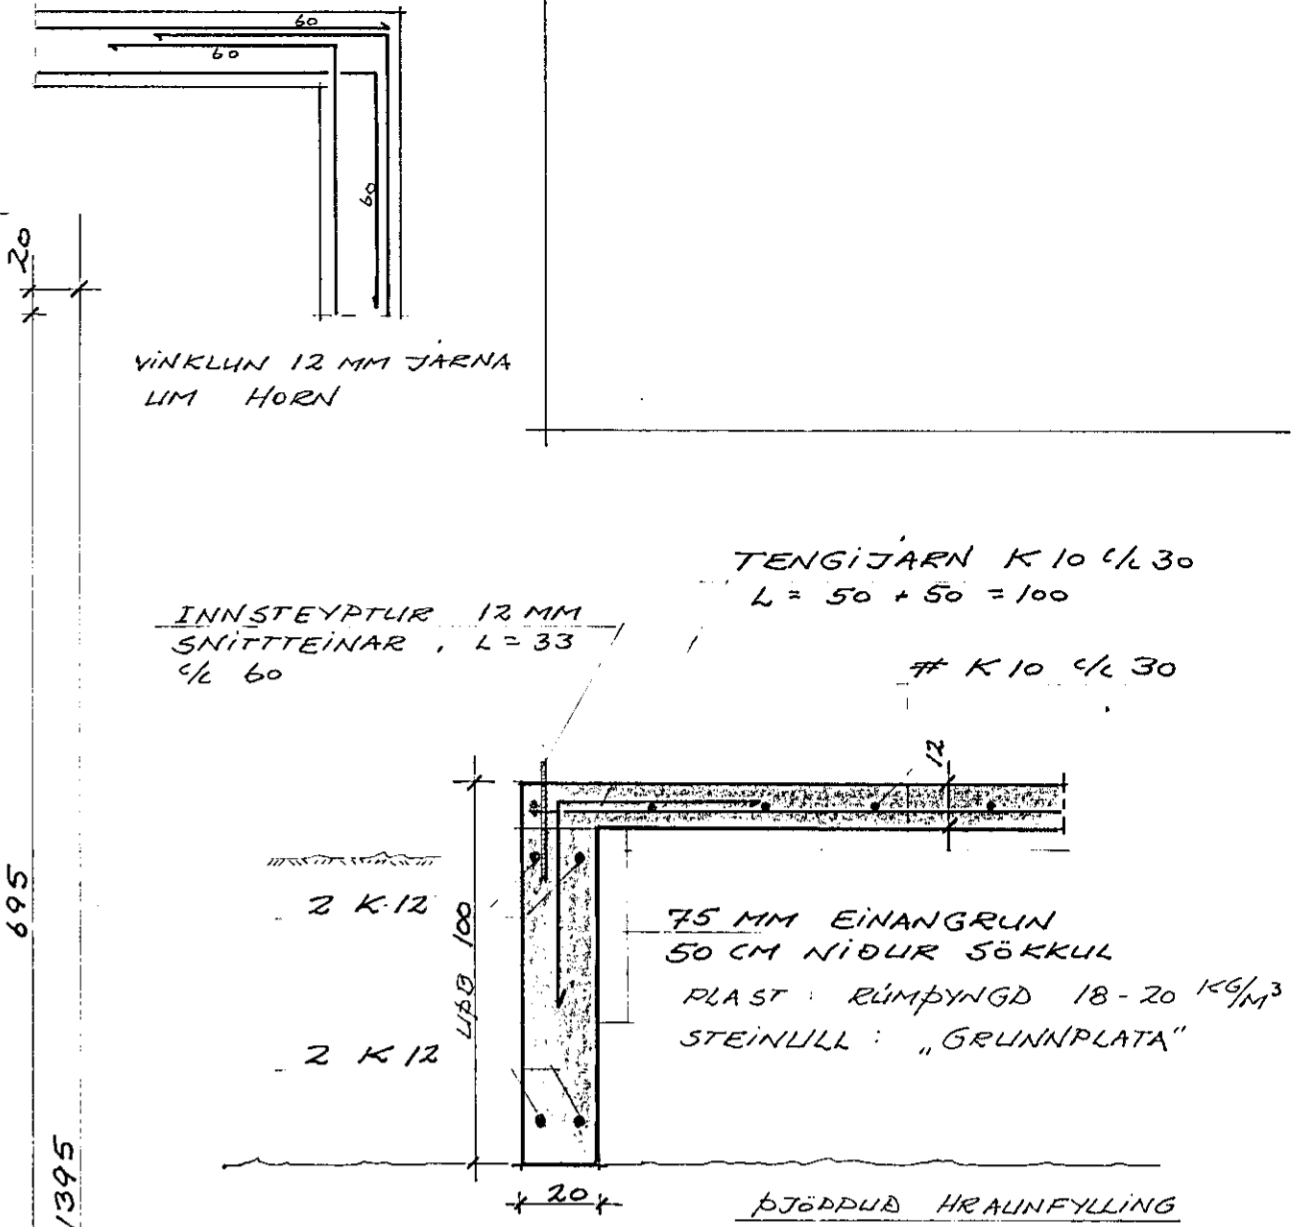 60
60
60
20
VINKLUN 12 MM JÁRNA
UM HORN
TENGIJÁRN K 10 c/c 30
L = 50 + 50 = 100
INNSTEYPTUR 12 MM
SNITTTEINAR, L = 33
c/c 60
# K 10 c/c 30
12
695
2 K 12
UPB 100
75 MM EINANGRUN
50 CM NIÐUR SÖKKUL
PLAST : RÚMÞYNGD 18-20 KG/M³
STEINULL : „GRUNNPLATA"
2 K 12
1395
20
ÞJÖPPUÐ HRAUNFYLLING